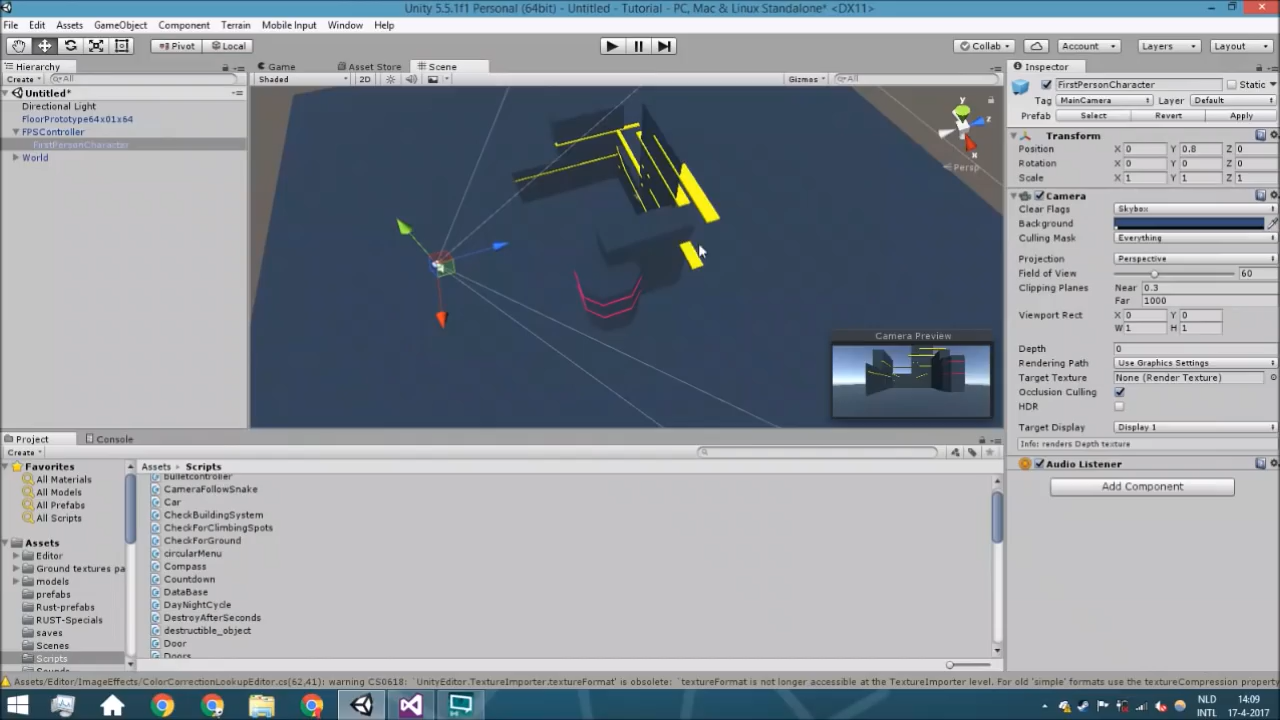 Unity 5.5.1f1 Personal (64bit) - Untitled - Tutorial - PC, Mac & Linux Standalone* <DX11>
File Edit Assets GameObject Component Terrain Mobile Input Window Help
Pivot Local Collab Account Layers Layout
Hierarchy Game Asset Store Scene Inspector
Create All Shaded 2D Gizmos All
Untitled*
Directional Light
FloorPrototype64x01x64
FPSController
FirstPersonCharacter
World
y
z
x
Persp
Camera Preview
FirstPersonCharacter Static
Tag MainCamera Layer Default
Prefab Select Revert Apply
Transform
Position X 0 Y 0.8 Z 0
Rotation X 0 Y 0 Z 0
Scale X 1 Y 1 Z 1
Camera
Clear Flags Skybox
Background
Culling Mask Everything
Projection Perspective
Field of View 60
Clipping Planes Near 0.3
Far 1000
Viewport Rect X 0 Y 0
W 1 H 1
Depth 0
Rendering Path Use Graphics Settings
Target Texture None (Render Texture)
Occlusion Culling
HDR
Target Display Display 1
Info: renders Depth texture
Audio Listener
Add Component
Project Console
Create
Favorites
All Materials
All Models
All Prefabs
All Scripts
Assets
Editor
Ground textures pa
models
prefabs
Rust-prefabs
RUST-Specials
saves
Scenes
Scripts
Sounds
Assets Scripts
bulletcontroller
CameraFollowSnake
Car
CheckBuildingSystem
CheckForClimbingSpots
CheckForGround
circularMenu
Compass
Countdown
DataBase
DayNightCycle
DestroyAfterSeconds
destructible_object
Door
Doors
Assets/Editor/ImageEffects/ColorCorrectionLookupEditor.cs(62,41): warning CS0618: `UnityEditor.TextureImporter.textureFormat' is obsolete: `textureFormat is no longer accessible at the TextureImporter level. For old 'simple' formats use the textureCompression property
NLD 14:09
INTL 17-4-2017